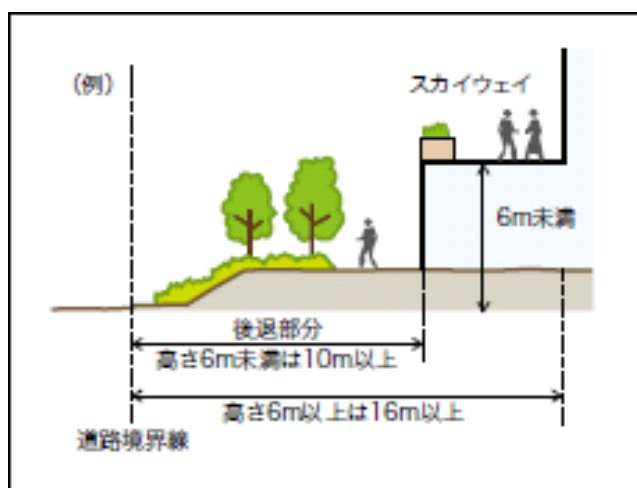 (例)
スカイウェイ
6m未満
後退部分
高さ6m未満は10m以上
高さ6m以上は16m以上
道路境界線